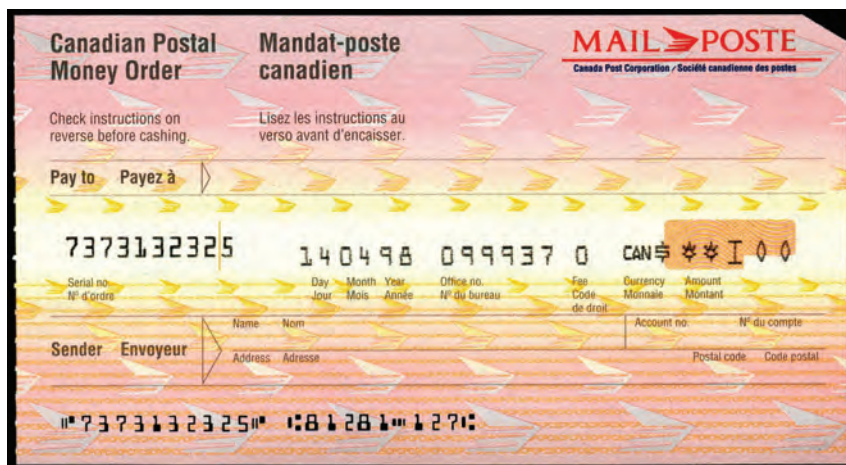 Canadian Postal Mandat-poste MAIL POSTE
Money Order canadien Canada Post Corporation / Société canadienne des postes
Check instructions on Lisez les instructions au
reverse before cashing. verso avant d'encaisser.
Pay to Payez à
7373132325 140498 099937 0 CAN $ **I00
Serial no. Day Month Year Office no. Fee Currency Amount
N° d'ordre Jour Mois Année N° du bureau Code Monnaie Montant
de droit
Name Nom Account no. N° du compte
Sender Envoyeur Address Adresse Postal code Code postal
⑈7373132325⑈ ⑆81281⑉127⑆